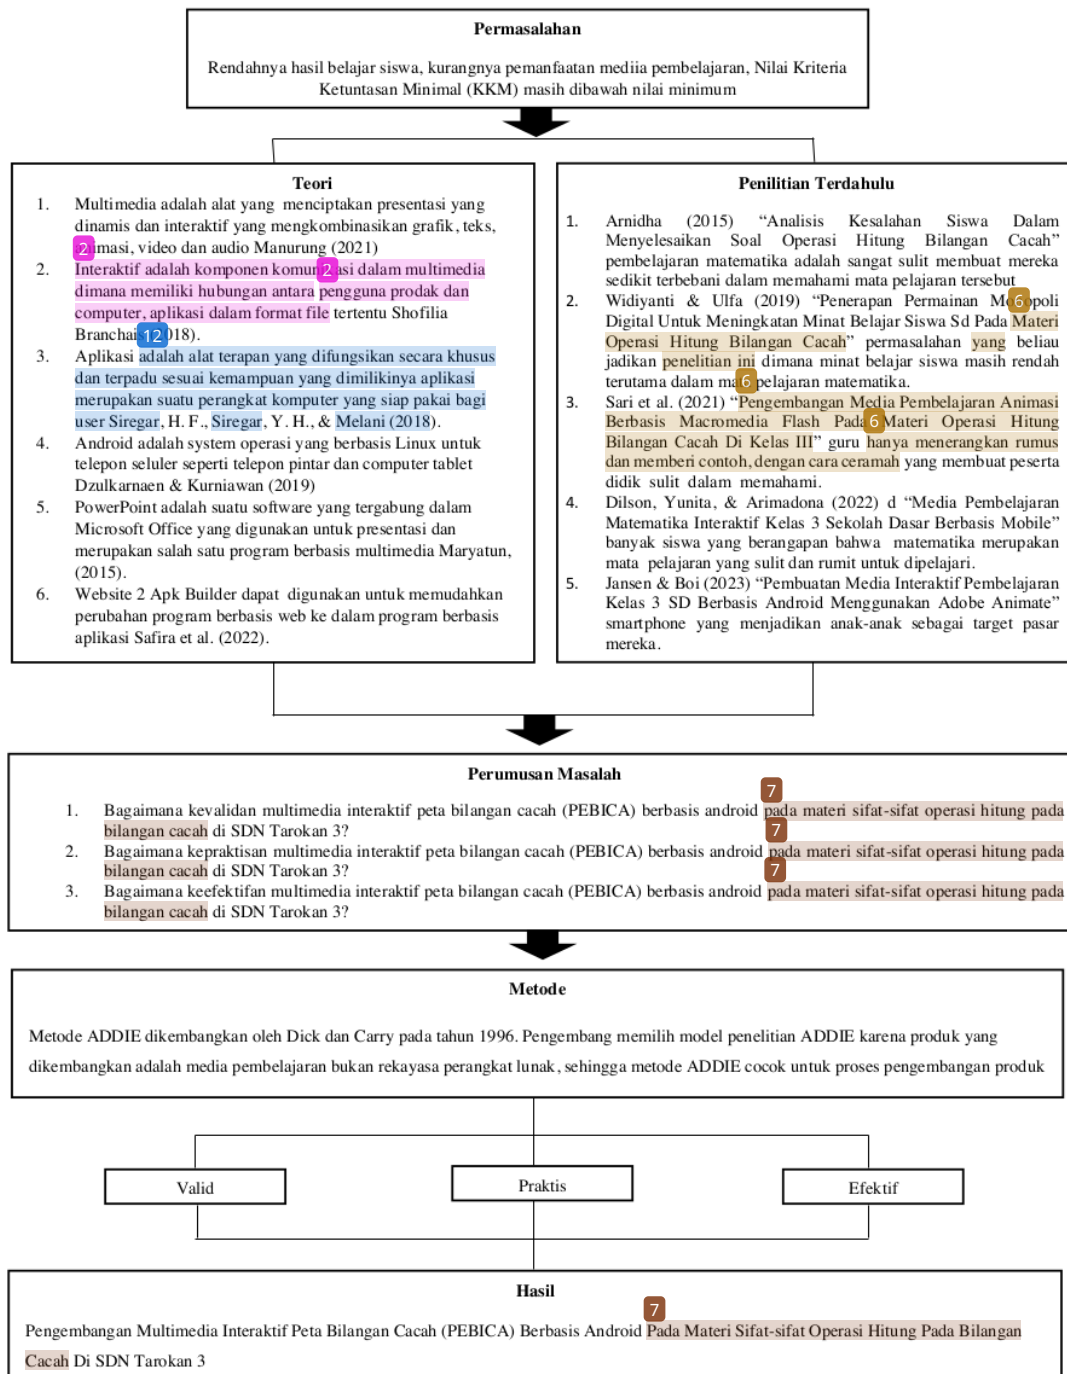 Permasalahan
Rendahnya hasil belajar siswa, kurangnya pemanfaatan mediia pembelajaran, Nilai Kriteria
Ketuntasan Minimal (KKM) masih dibawah nilai minimum
Teori
1. Multimedia adalah alat yang menciptakan presentasi yang
dinamis dan interaktif yang mengkombinasikan grafik, teks,
2 animasi, video dan audio Manurung (2021)
2. Interaktif adalah komponen komunikasi 2 dalam multimedia
dimana memiliki hubungan antara pengguna prodak dan
computer, aplikasi dalam format file tertentu Shofilia
Branchais 12 (2018).
3. Aplikasi adalah alat terapan yang difungsikan secara khusus
dan terpadu sesuai kemampuan yang dimilikinya aplikasi
merupakan suatu perangkat komputer yang siap pakai bagi
user Siregar, H. F., Siregar, Y. H., & Melani (2018).
4. Android adalah system operasi yang berbasis Linux untuk
telepon seluler seperti telepon pintar dan computer tablet
Dzulkarnaen & Kurniawan (2019)
5. PowerPoint adalah suatu software yang tergabung dalam
Microsoft Office yang digunakan untuk presentasi dan
merupakan salah satu program berbasis multimedia Maryatun,
(2015).
6. Website 2 Apk Builder dapat digunakan untuk memudahkan
perubahan program berbasis web ke dalam program berbasis
aplikasi Safira et al. (2022).
Penilitian Terdahulu
1. Arnidha (2015) “Analisis Kesalahan Siswa Dalam
Menyelesaikan Soal Operasi Hitung Bilangan Cacah”
pembelajaran matematika adalah sangat sulit membuat mereka
sedikit terbebani dalam memahami mata pelajaran tersebut
2. Widiyanti & Ulfa (2019) “Penerapan Permainan Monopoli 6
Digital Untuk Meningkatan Minat Belajar Siswa Sd Pada Materi
Operasi Hitung Bilangan Cacah” permasalahan yang beliau
jadikan penelitian ini dimana minat belajar siswa masih rendah
terutama dalam mata 6 pelajaran matematika.
3. Sari et al. (2021) “Pengembangan Media Pembelajaran Animasi
Berbasis Macromedia Flash Pada 6 Materi Operasi Hitung
Bilangan Cacah Di Kelas III” guru hanya menerangkan rumus
dan memberi contoh, dengan cara ceramah yang membuat peserta
didik sulit dalam memahami.
4. Dilson, Yunita, & Arimadona (2022) d “Media Pembelajaran
Matematika Interaktif Kelas 3 Sekolah Dasar Berbasis Mobile”
banyak siswa yang berangapan bahwa matematika merupakan
mata pelajaran yang sulit dan rumit untuk dipelajari.
5. Jansen & Boi (2023) “Pembuatan Media Interaktif Pembelajaran
Kelas 3 SD Berbasis Android Menggunakan Adobe Animate”
smartphone yang menjadikan anak-anak sebagai target pasar
mereka.
Perumusan Masalah
7
1. Bagaimana kevalidan multimedia interaktif peta bilangan cacah (PEBICA) berbasis android pada materi sifat-sifat operasi hitung pada
bilangan cacah di SDN Tarokan 3?
7
2. Bagaimana kepraktisan multimedia interaktif peta bilangan cacah (PEBICA) berbasis android pada materi sifat-sifat operasi hitung pada
bilangan cacah di SDN Tarokan 3?
7
3. Bagaimana keefektifan multimedia interaktif peta bilangan cacah (PEBICA) berbasis android pada materi sifat-sifat operasi hitung pada
bilangan cacah di SDN Tarokan 3?
Metode
Metode ADDIE dikembangkan oleh Dick dan Carry pada tahun 1996. Pengembang memilih model penelitian ADDIE karena produk yang
dikembangkan adalah media pembelajaran bukan rekayasa perangkat lunak, sehingga metode ADDIE cocok untuk proses pengembangan produk
Valid
Praktis
Efektif
Hasil
7
Pengembangan Multimedia Interaktif Peta Bilangan Cacah (PEBICA) Berbasis Android Pada Materi Sifat-sifat Operasi Hitung Pada Bilangan
Cacah Di SDN Tarokan 3